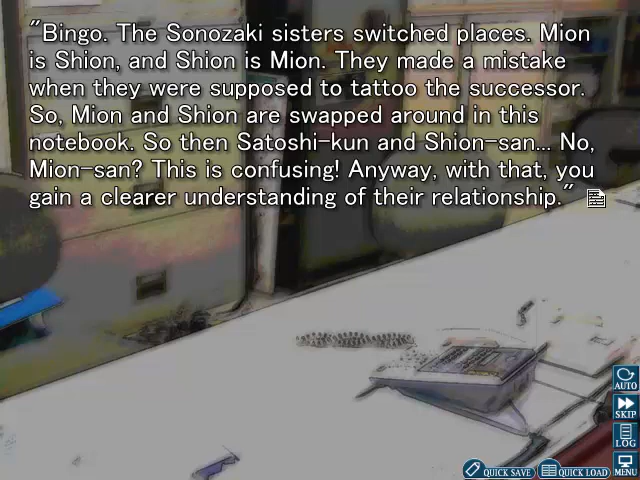 "Bingo. The Sonozaki sisters switched places. Mion
is Shion, and Shion is Mion. They made a mistake
when they were supposed to tattoo the successor.
So, Mion and Shion are swapped around in this
notebook. So then Satoshi-kun and Shion-san... No,
Mion-san? This is confusing! Anyway, with that, you
gain a clearer understanding of their relationship."
AUTO
SKIP
LOG
MENU
QUICK SAVE
QUICK LOAD